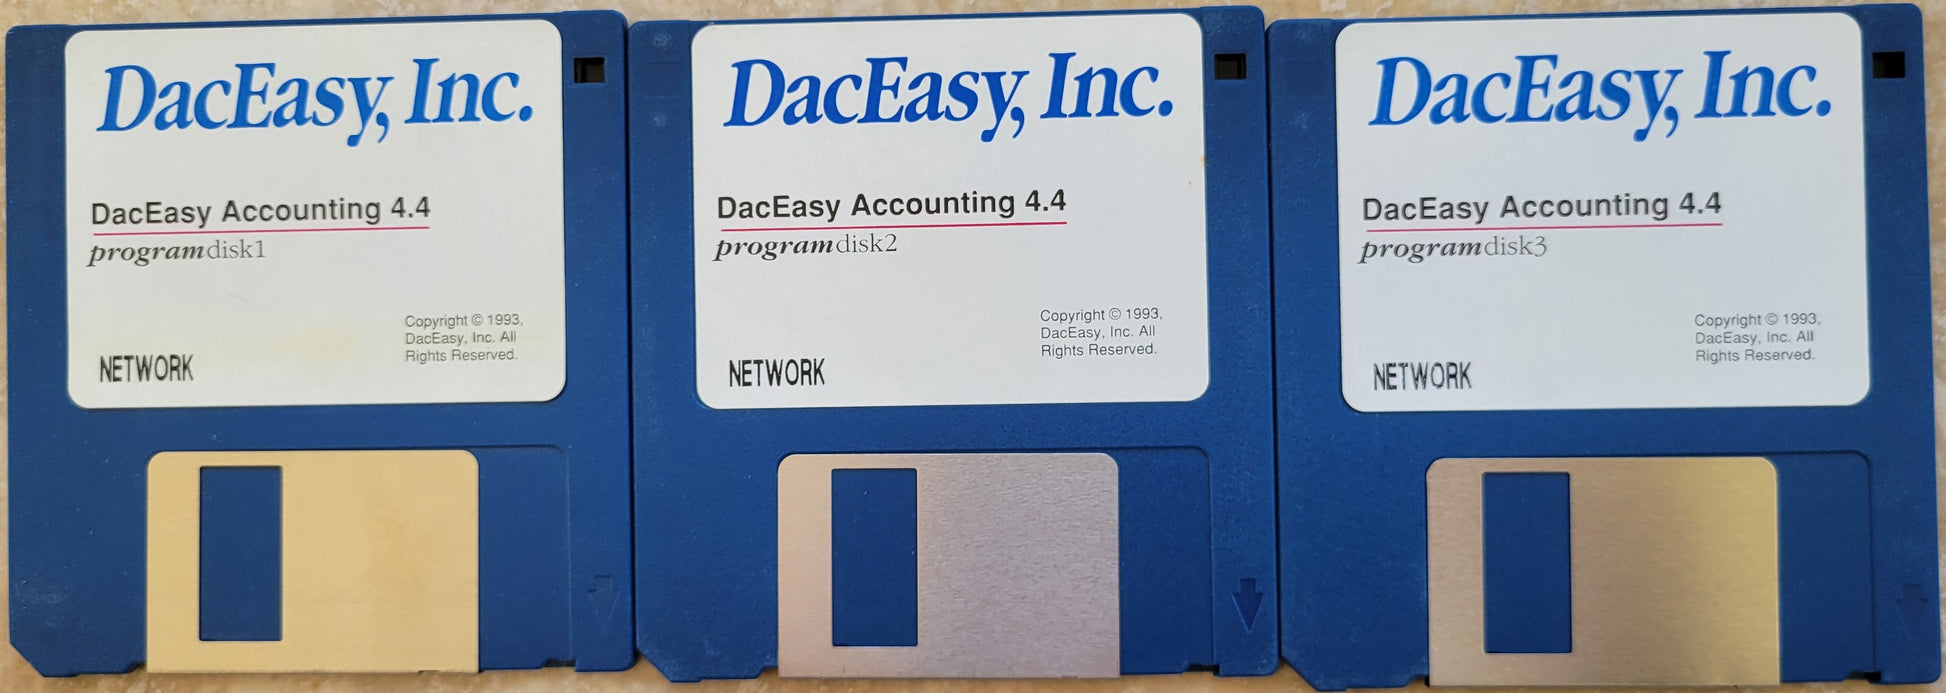 DacEasy, Inc.
DacEasy Accounting 4.4
programdisk1
Copyright © 1993,
DacEasy, Inc. All
Rights Reserved.
NETWORK
DacEasy, Inc.
DacEasy Accounting 4.4
programdisk2
Copyright © 1993,
DacEasy, Inc. All
Rights Reserved.
NETWORK
DacEasy, Inc.
DacEasy Accounting 4.4
programdisk3
Copyright © 1993,
DacEasy, Inc. All
Rights Reserved.
NETWORK